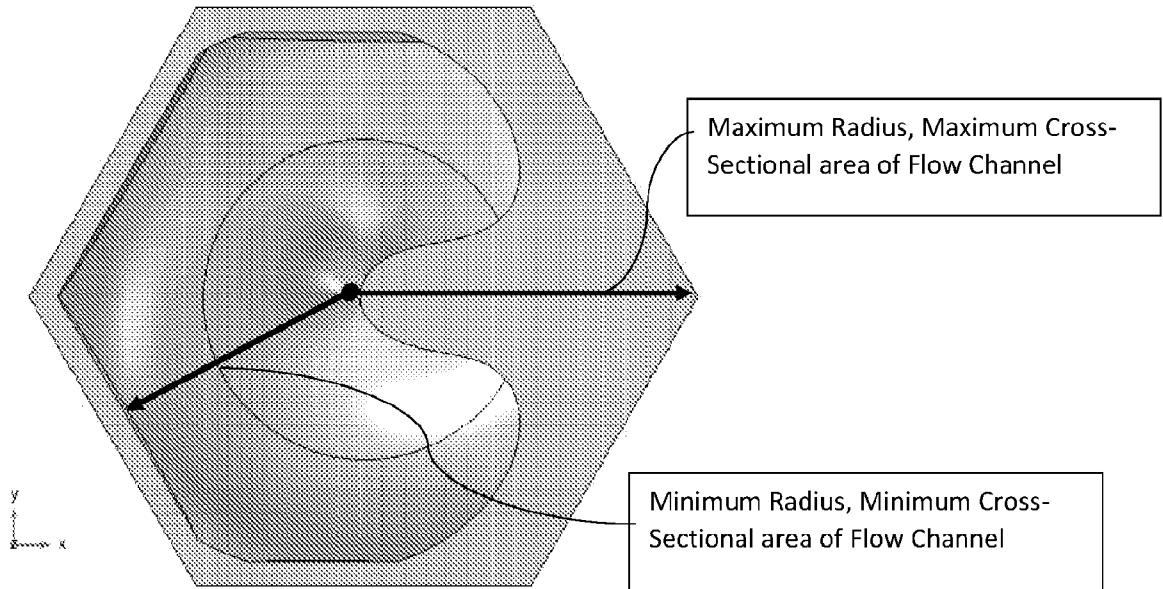 Maximum Radius, Maximum Cross-
Sectional area of Flow Channel
Minimum Radius, Minimum Cross-
Sectional area of Flow Channel
y
z x